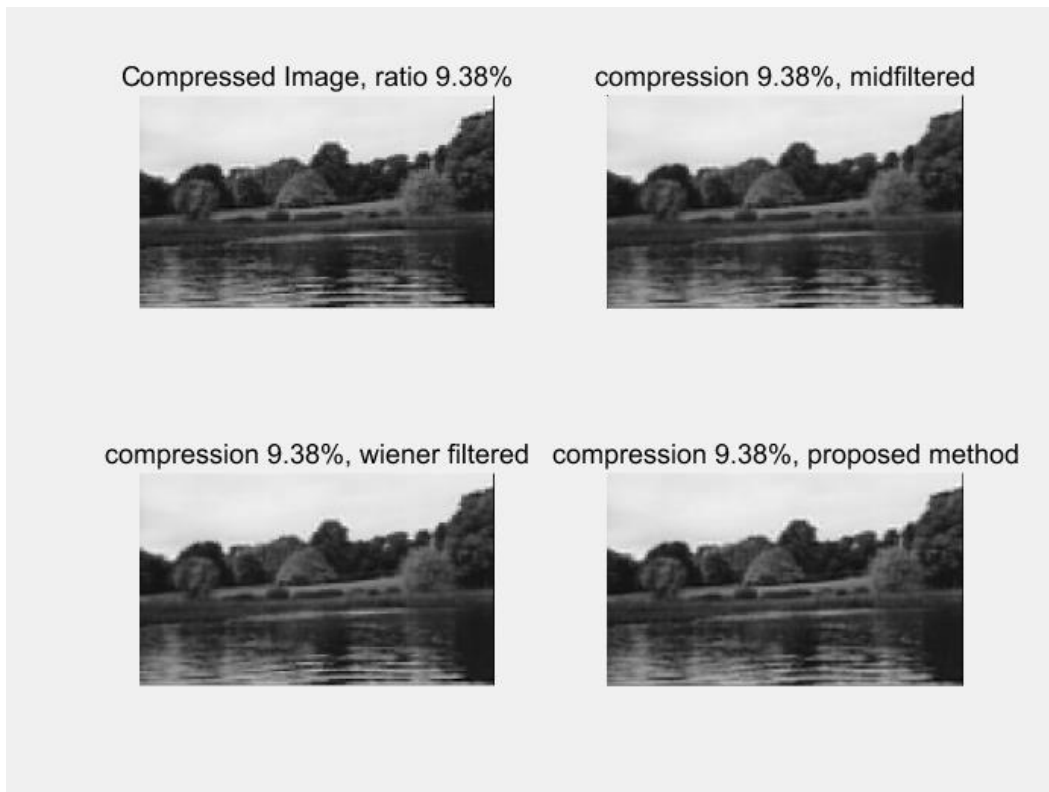 Compressed Image, ratio 9.38%
compression 9.38%, midfiltered
compression 9.38%, wiener filtered
compression 9.38%, proposed method